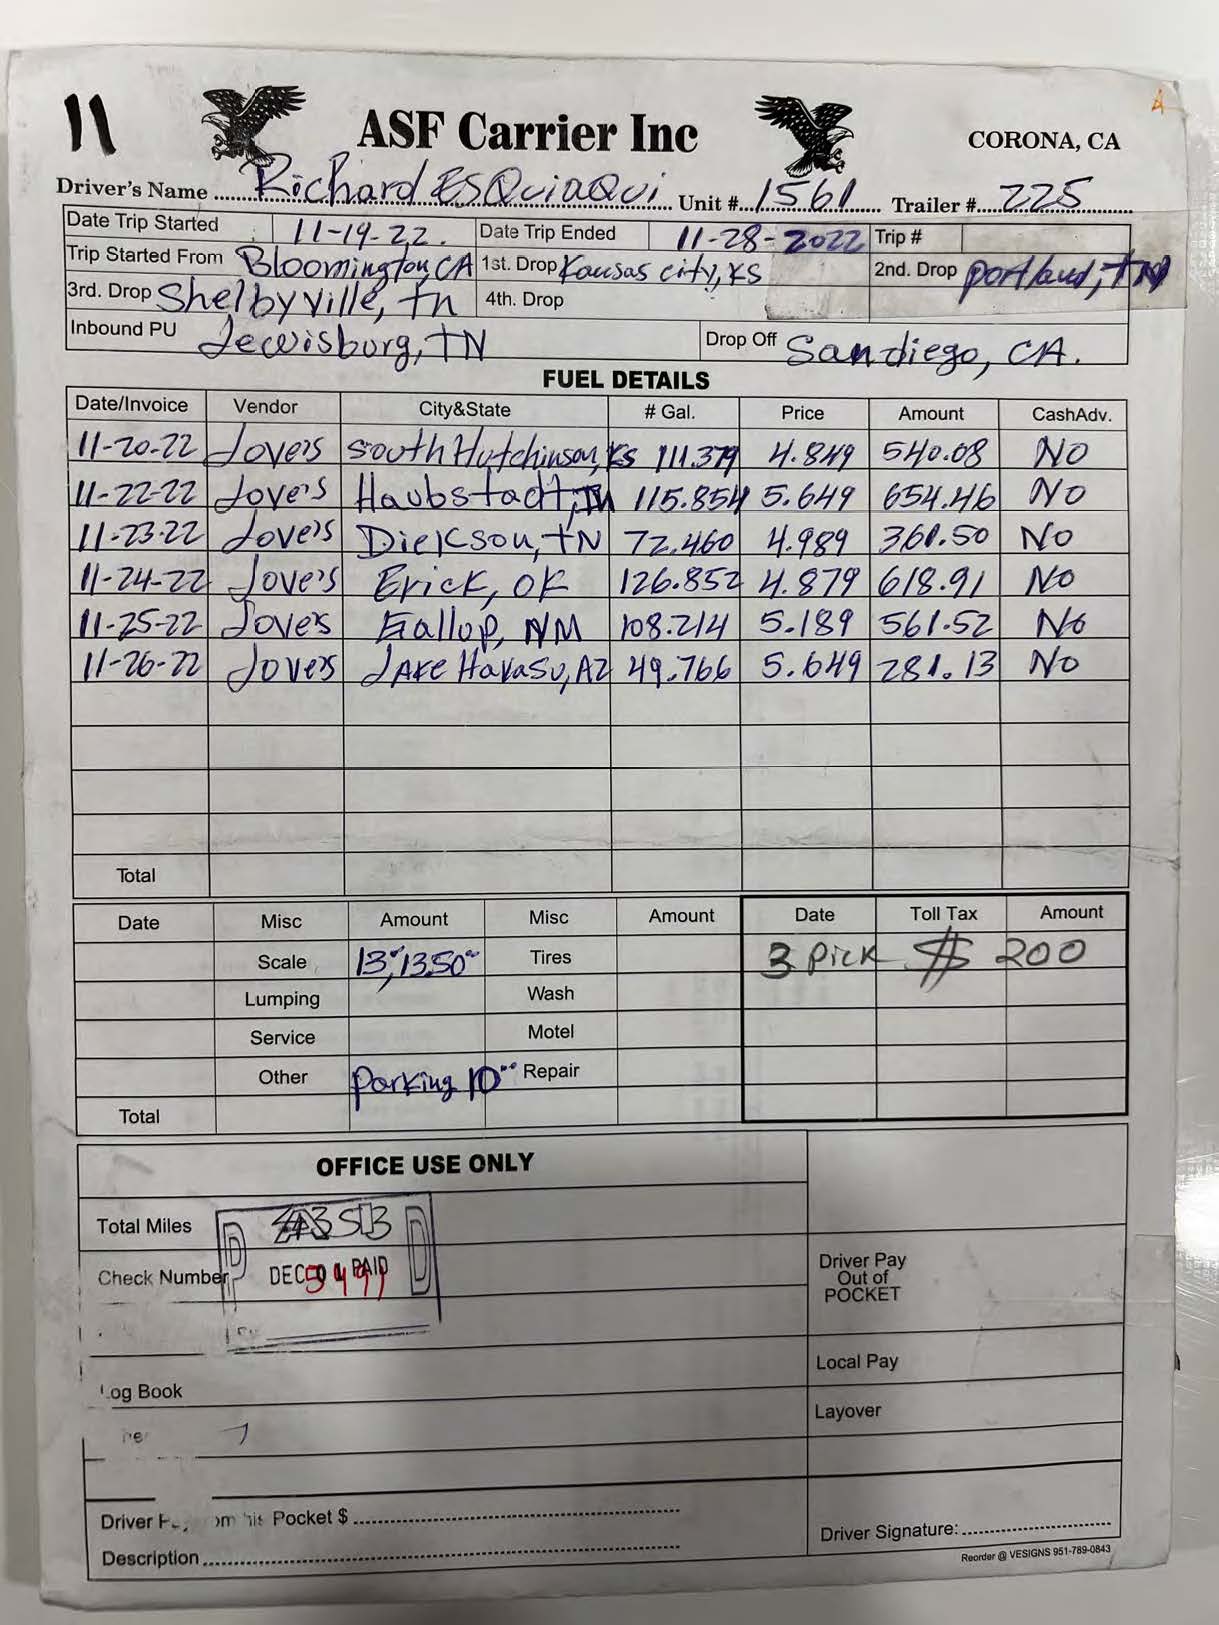 11
ASF Carrier Inc
CORONA, CA
Driver's Name Richard ESQuiaQui Unit # 1561 Trailer # 225
Date Trip Started 11-19-22. Date Trip Ended 11-28-2022 Trip #
Trip Started From Bloomington, CA 1st. Drop Kansas city, KS 2nd. Drop portland, TN
3rd. Drop Shelbyville, tn 4th. Drop
Inbound PU Lewisburg, TN Drop Off San diego, CA.
FUEL DETAILS
Date/Invoice Vendor City&State # Gal. Price Amount CashAdv.
11-20-22 Loves South Hutchinson, KS 111.379 4.849 540.08 NO
11-22-22 Love's Haubstadt, IN 115.854 5.649 654.46 NO
11-23-22 Love's Dickson, TN 72.460 4.989 361.50 NO
11-24-22 Love's Erick, OK 126.852 4.879 618.91 NO
11-25-22 Loves Gallup, NM 108.214 5.189 561.52 No
11-26-22 Loves LAKE Havasu, AZ 49.766 5.649 281.13 No
Total
Date Misc Amount Misc Amount Date Toll Tax Amount
Scale 13, 13.50 Tires 3 Pick $ 200
Lumping Wash
Service Motel
Other Parking 10 Repair
Total
OFFICE USE ONLY
Total Miles 3513
Check Number DEC 01 PAID 5491
Driver Pay Out of POCKET
Local Pay
Log Book
Layover
Driver Pocket $
Driver Signature:
Description
Reorder @ VESIGNS 951-789-0843